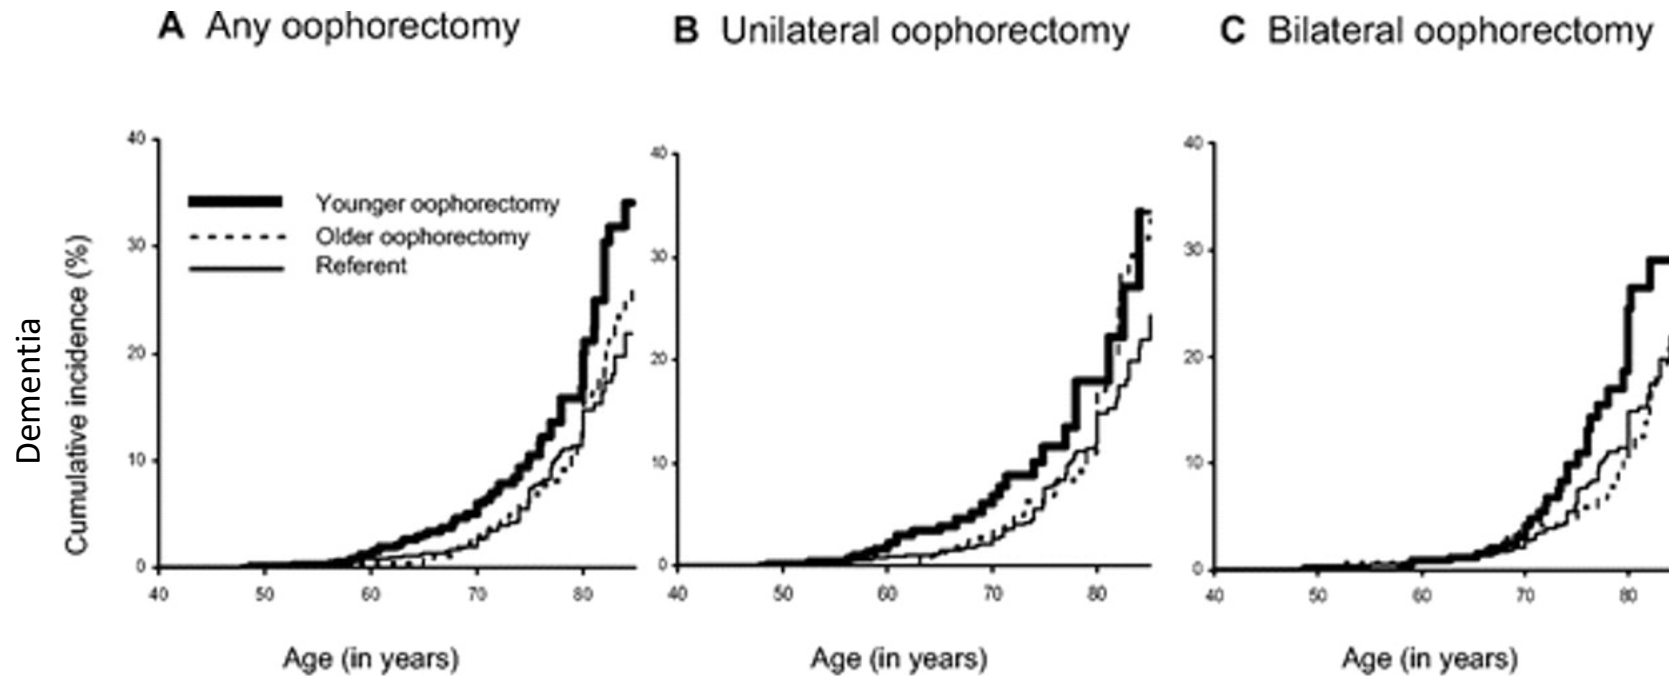 A Any oophorectomy
B Unilateral oophorectomy
C Bilateral oophorectomy
Dementia
Cumulative incidence (%)
40
30
20
10
0
Younger oophorectomy
Older oophorectomy
Referent
40 50 60 70 80
Age (in years)
40
30
20
10
0
40 50 60 70 80
Age (in years)
40
30
20
10
0
40 50 60 70 80
Age (in years)